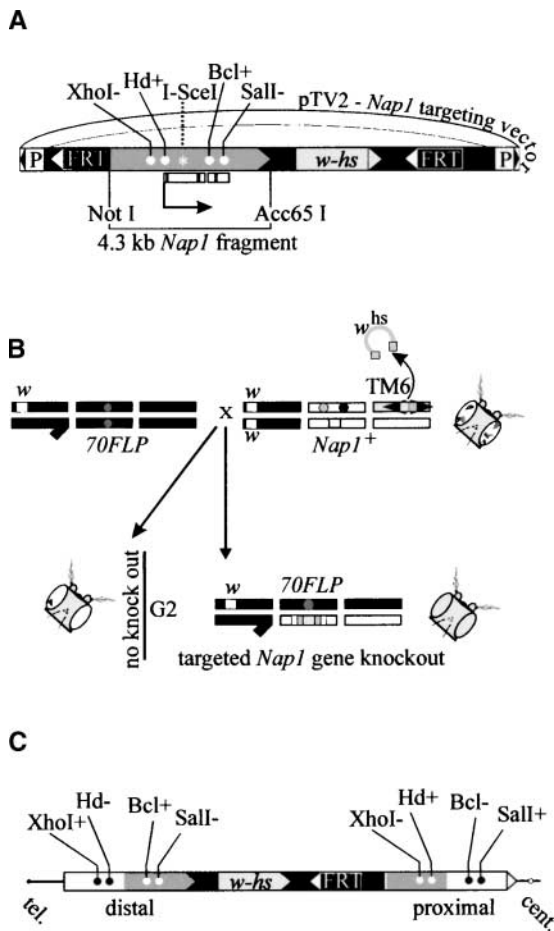 A
XhoI-
Hd+
I-SceI
Bcl+
SalI-
pTV2 - Nap1 targeting vector
P
FRT
*
w-hs
FRT
P
Not I
Acc65 I
4.3 kb Nap1 fragment
B
w hs
w
TM6
X
w
70FLP
Nap1+
w
no knock out
G2
w
70FLP
targeted Nap1 gene knockout
C
XhoI+
Hd-
Bcl+
SalI-
XhoI-
Hd+
Bcl-
SalI+
w-hs
FRT
tel.
distal
proximal
cent.